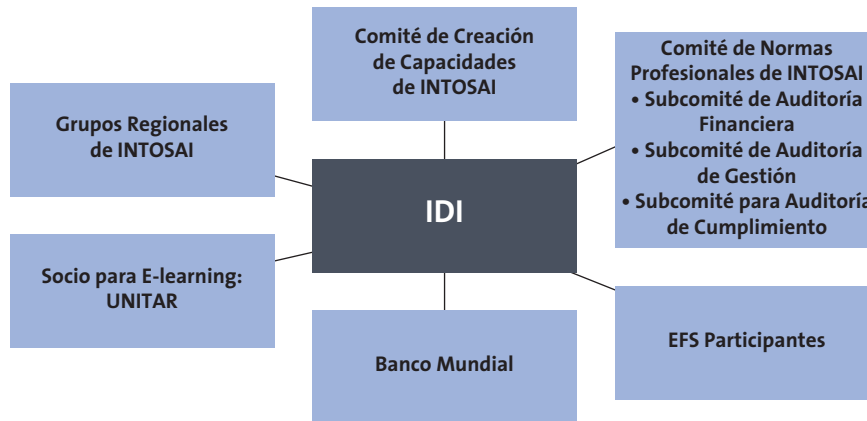 Comité de Creación
de Capacidades
de INTOSAI
Comité de Normas
Profesionales de INTOSAI
• Subcomité de Auditoría
Financiera
• Subcomité de Auditoría
de Gestión
• Subcomité para Auditoría
de Cumplimiento
Grupos Regionales
de INTOSAI
IDI
Socio para E-learning:
UNITAR
Banco Mundial
EFS Participantes